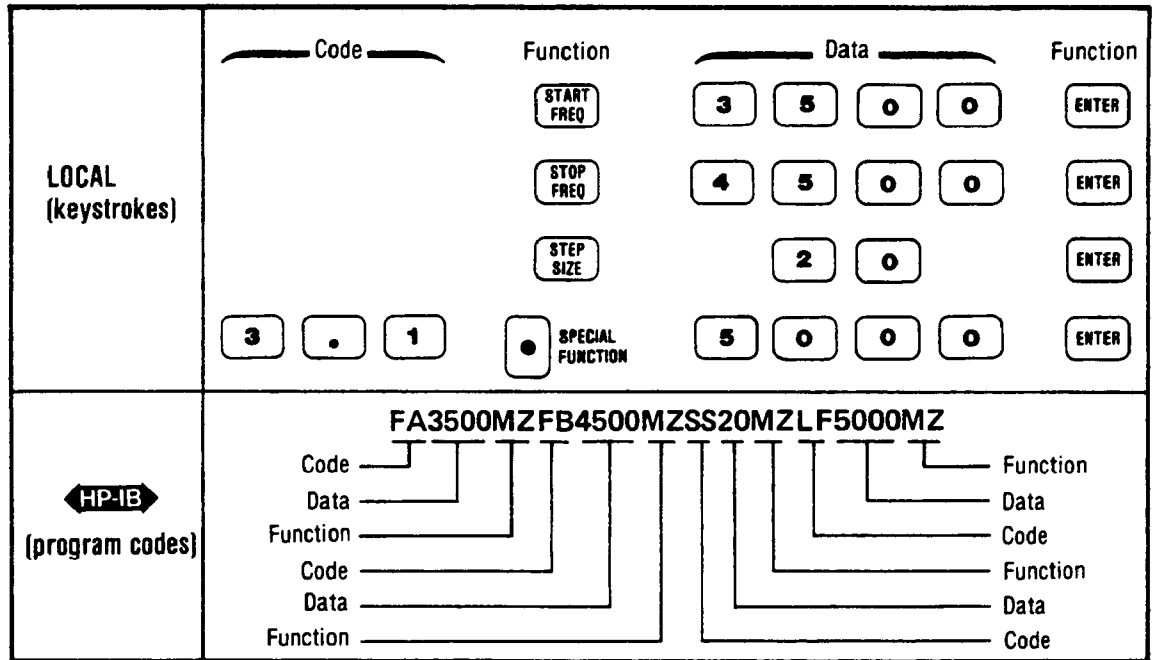 Code Function Data Function
START FREQ 3 5 0 0 ENTER
STOP FREQ 4 5 0 0 ENTER
LOCAL
(keystrokes)
STEP SIZE 2 0 ENTER
3 . 1 SPECIAL FUNCTION 5 0 0 0 ENTER
HP-IB
(program codes)
FA3500MZFB4500MZSS20MZLF5000MZ
Code Function
Data Data
Function Code
Code Function
Data Data
Function Code